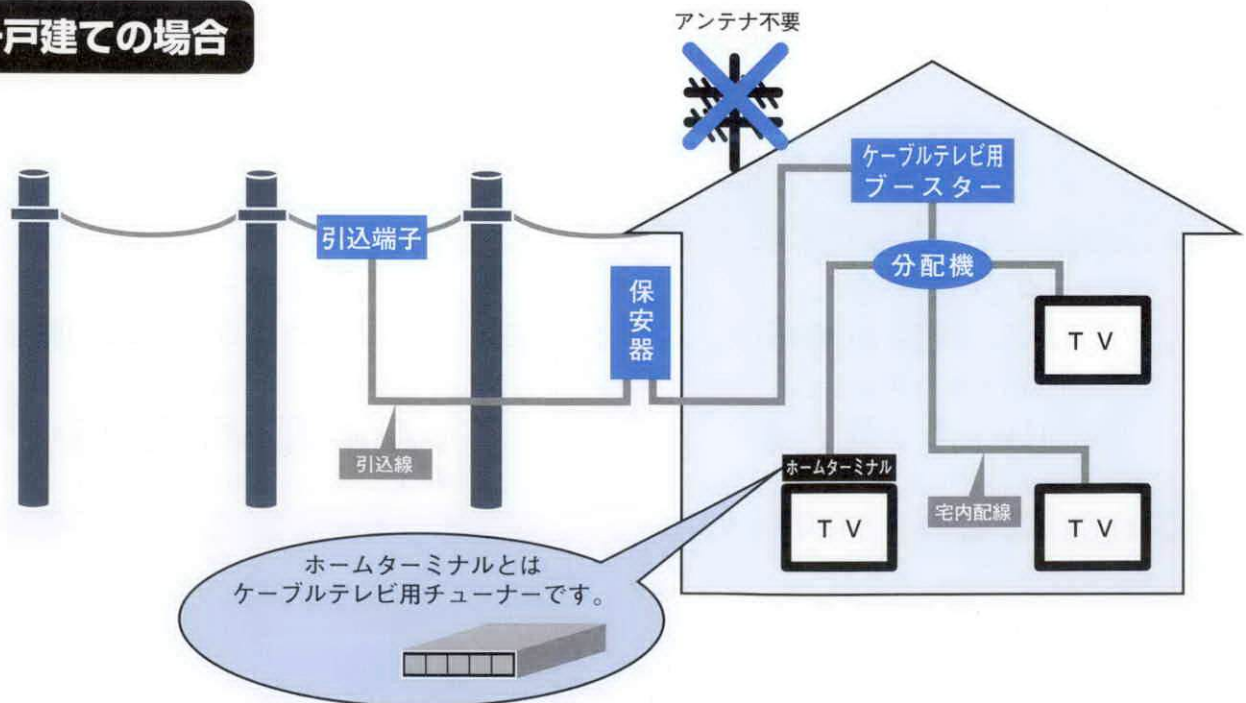 戸建ての場合
アンテナ不要
ケーブルテレビ用
ブースター
引込端子
分配機
保安器
TV
引込線
ホームターミナル
TV
宅内配線
TV
ホームターミナルとは
ケーブルテレビ用チューナーです。